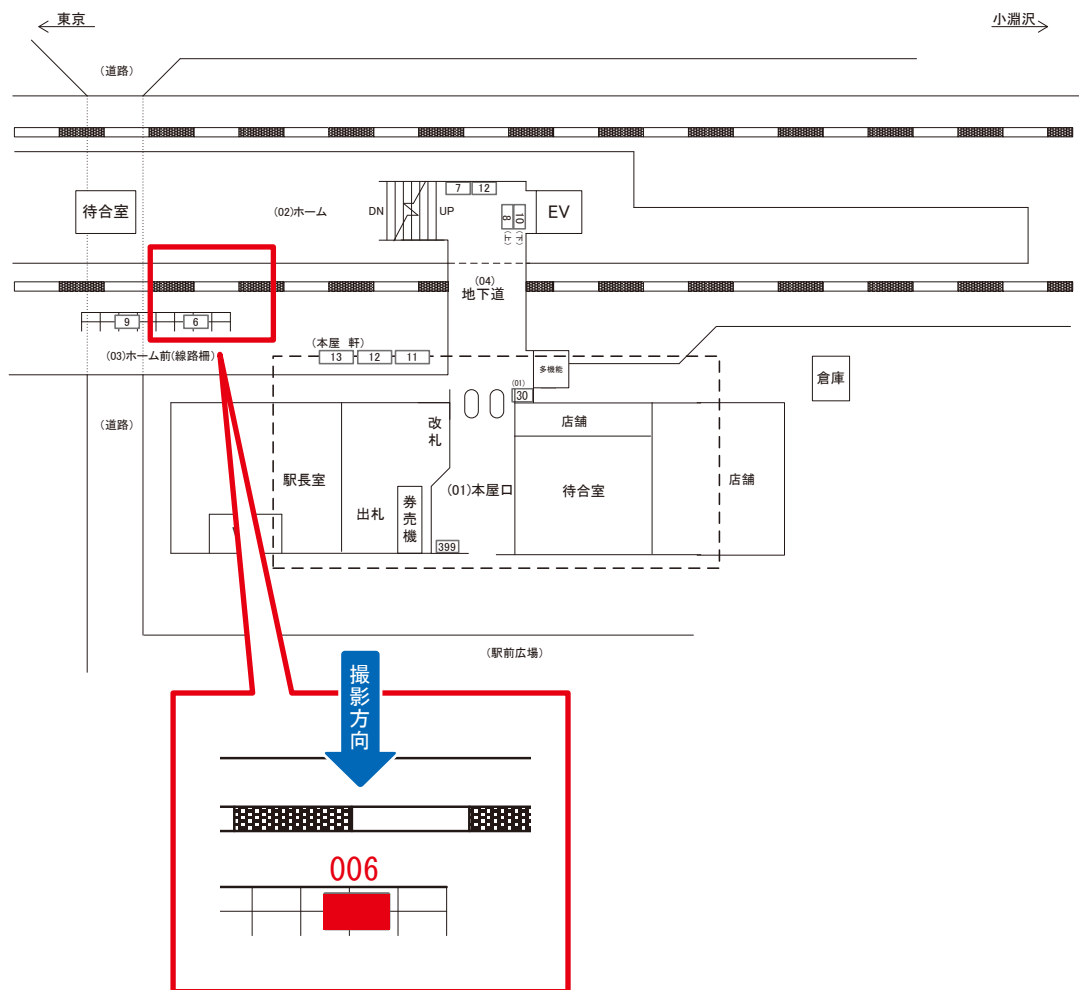 東京
小淵沢
(道路)
待合室
(02)ホーム
DN
UP
7
12
8
(上)
10
(下)
EV
(04)
地下道
9
6
(03)ホーム前(線路柵)
(本屋 軒)
13
12
11
多機能
(01)
30
倉庫
(道路)
改札
店舗
駅長室
出札
券売機
(01)本屋口
待合室
店舗
399
(駅前広場)
撮影方向
006